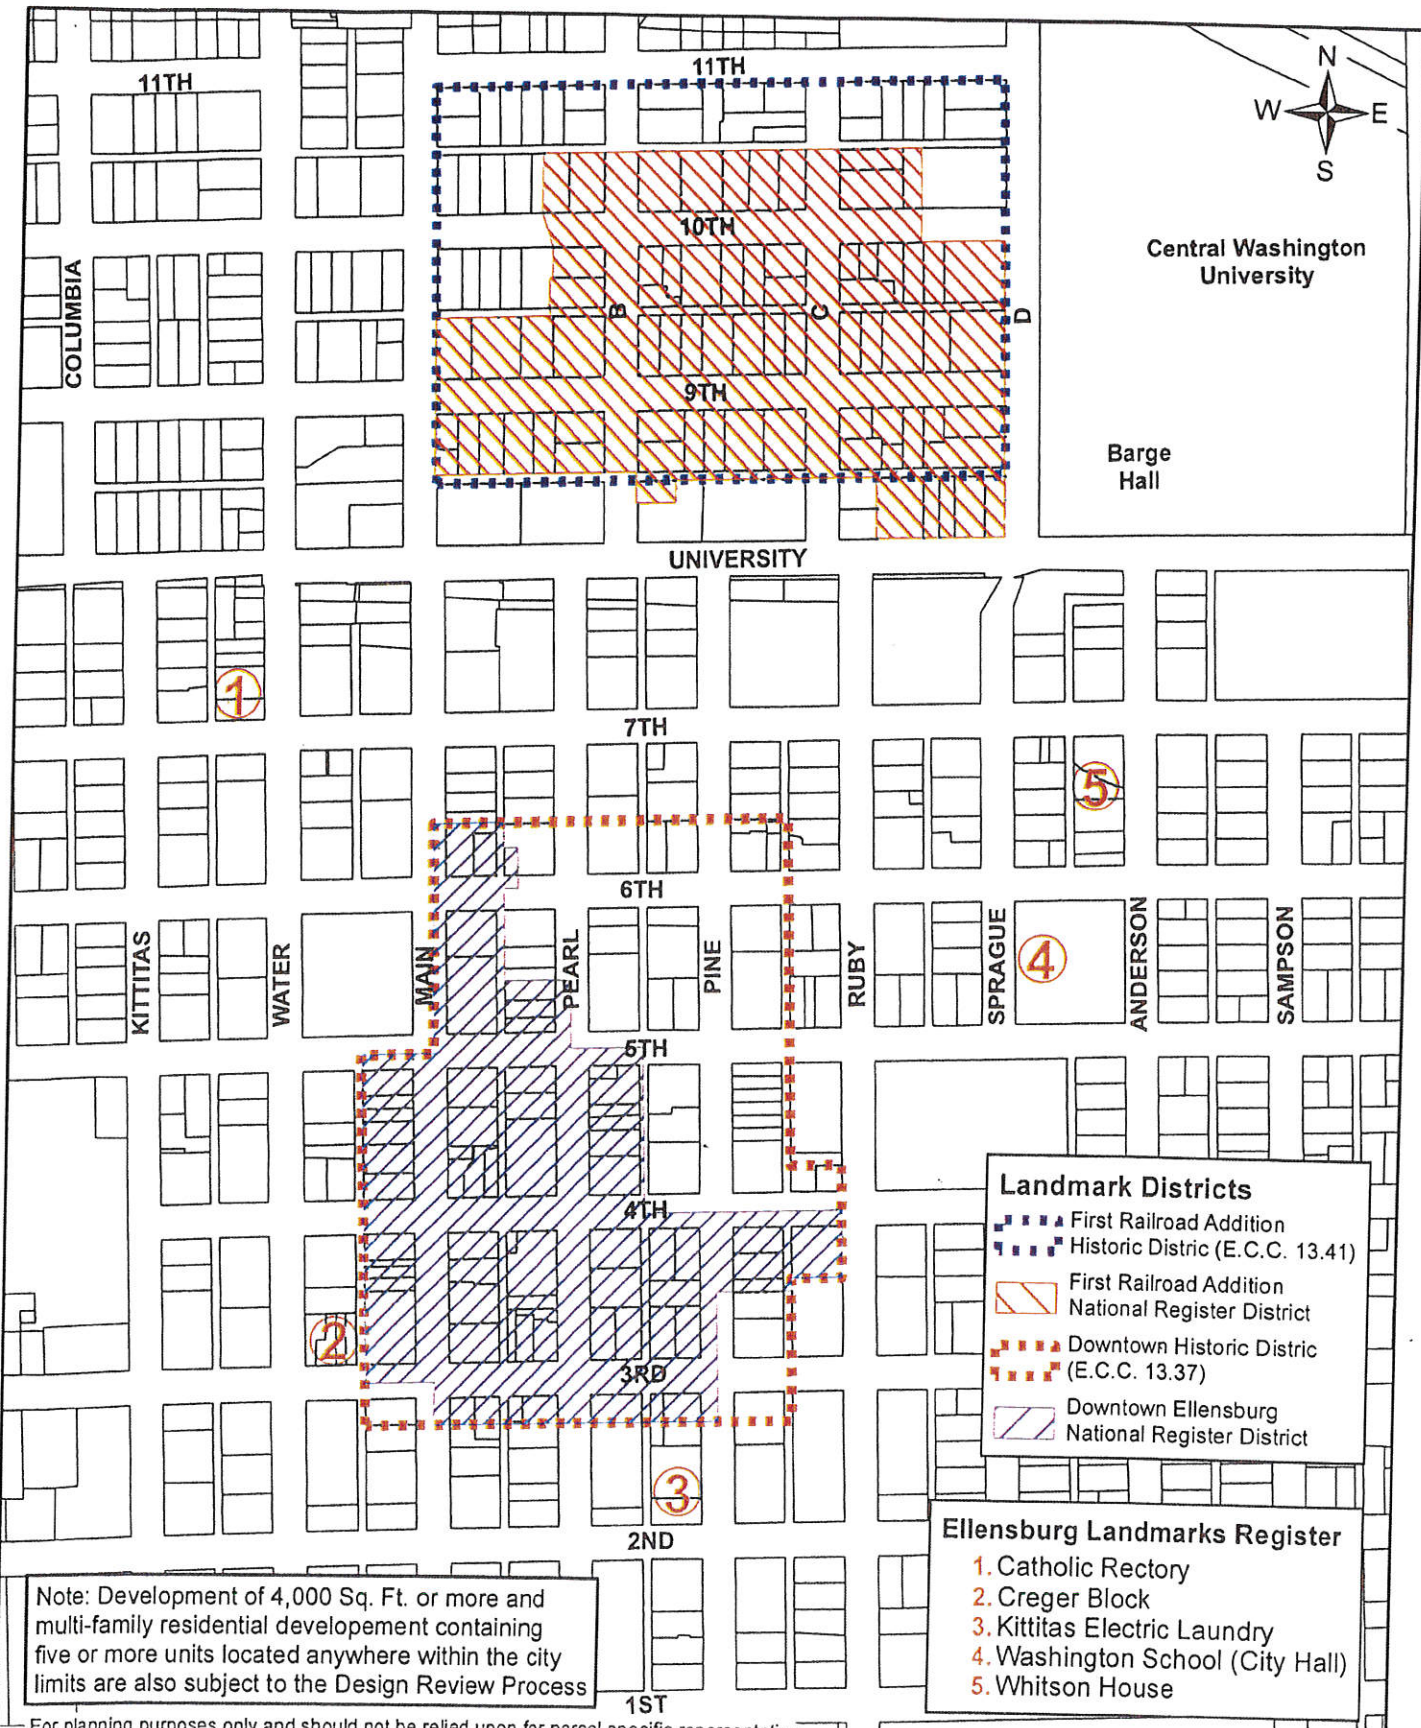 11TH
11TH
N
W E
S
10TH
Central Washington
University
COLUMBIA
B
C
D
9TH
Barge
Hall
UNIVERSITY
1
7TH
5
6TH
KITTITAS
WATER
MAIN
PEARL
PINE
RUBY
SPRAGUE
4
ANDERSON
SAMPSON
5TH
4TH
2
3RD
3
2ND
1ST
Landmark Districts
First Railroad Addition
Historic Distric (E.C.C. 13.41)
First Railroad Addition
National Register District
Downtown Historic Distric
(E.C.C. 13.37)
Downtown Ellensburg
National Register District
Ellensburg Landmarks Register
1. Catholic Rectory
2. Creger Block
3. Kittitas Electric Laundry
4. Washington School (City Hall)
5. Whitson House
Note: Development of 4,000 Sq. Ft. or more and
multi-family residential developement containing
five or more units located anywhere within the city
limits are also subject to the Design Review Process
For planning purposes only and should not be relied upon for parcel specific